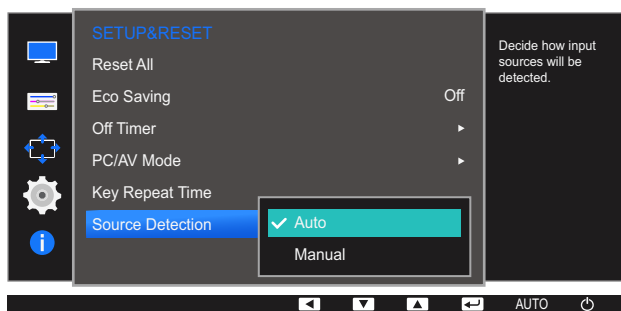 SETUP&RESET
Reset All
Eco Saving Off
Off Timer
PC/AV Mode
Key Repeat Time
Source Detection
Auto
Manual
Decide how input
sources will be
detected.
AUTO